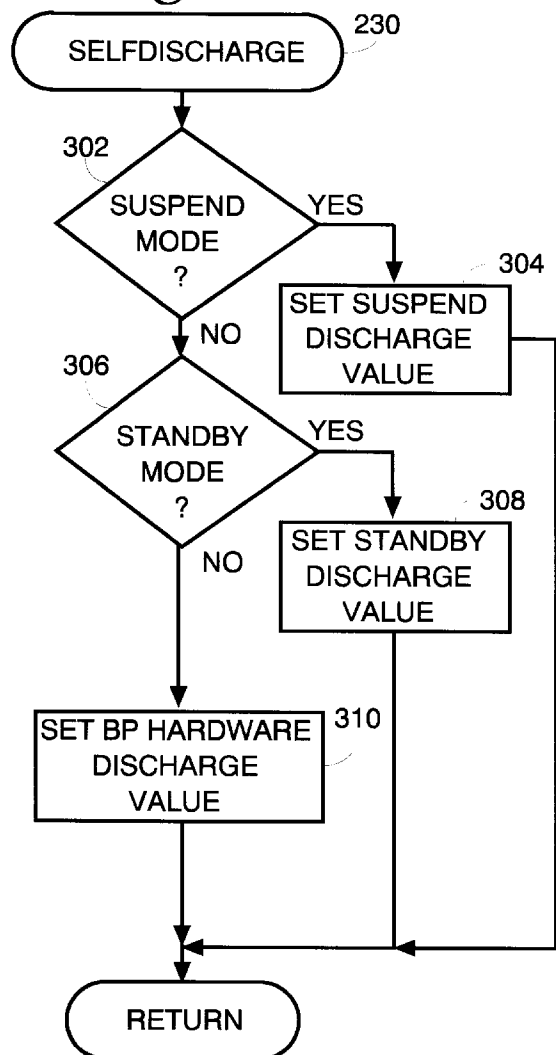 SELFDISCHARGE
230
302
SUSPEND
MODE
?
YES
NO
304
SET SUSPEND
DISCHARGE
VALUE
306
STANDBY
MODE
?
YES
NO
308
SET STANDBY
DISCHARGE
VALUE
310
SET BP HARDWARE
DISCHARGE
VALUE
RETURN